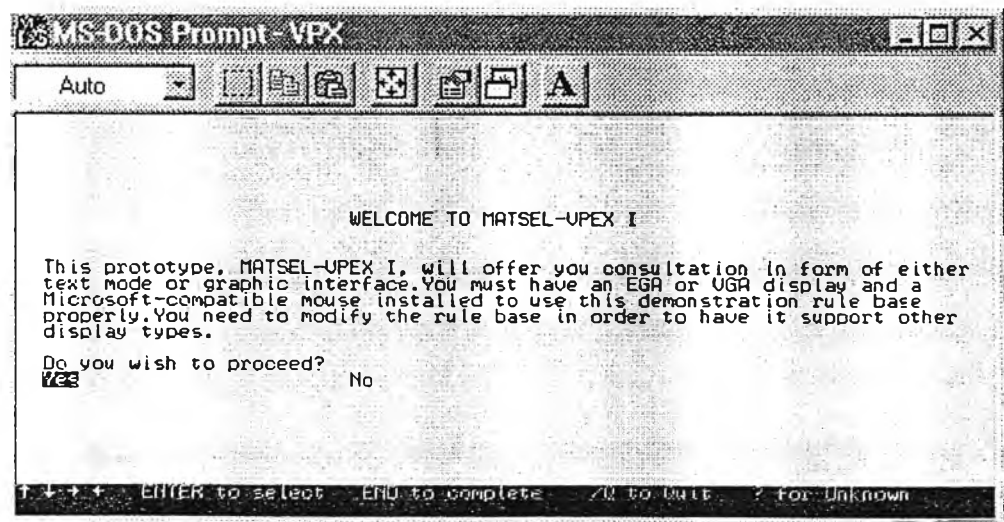 MS-DOS Prompt - VPX
Auto
A
WELCOME TO MATSEL-VPEX I
This prototype, MATSEL-VPEX I, will offer you consultation in form of either
text mode or graphic interface.You must have an EGA or VGA display and a
Microsoft-compatible mouse installed to use this demonstration rule base
properly.You need to modify the rule base in order to have it support other
display types.
Do you wish to proceed?
Yes No
↑ ↓ → ← ENTER to select END to complete /Q to Quit ? for Unknown